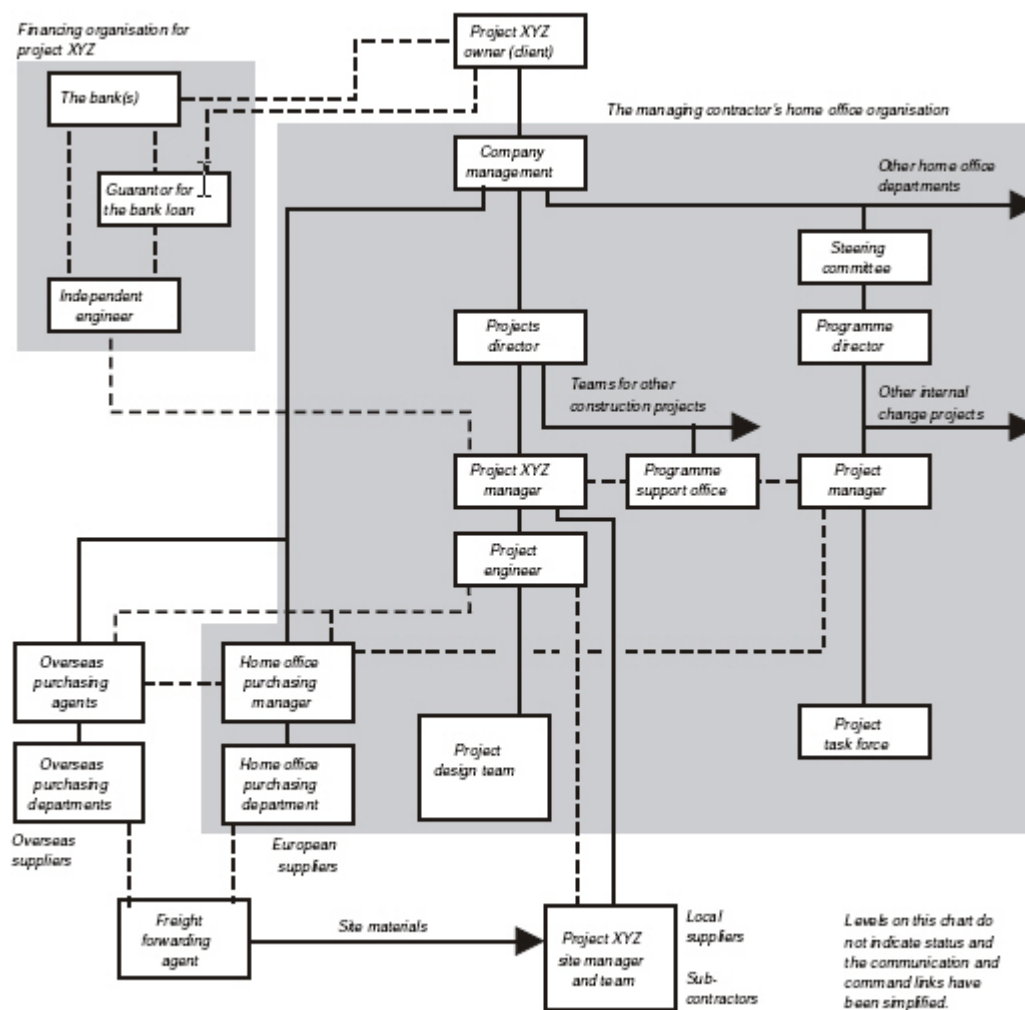 Financing organisation for
project XYZ
Project XYZ
owner (client)
The bank(s)
The managing contractor's home office organisation
Company
management
Other home office
departments
Guarantor for
the bank loan
Steering
committee
Independent
engineer
Projects
director
Programme
director
Teams for other
construction projects
Other internal
change projects
Project XYZ
manager
Programme
support office
Project
manager
Project
engineer
Overseas
purchasing
agents
Home office
purchasing
manager
Project
design team
Project
task force
Overseas
purchasing
departments
Home office
purchasing
department
Overseas
suppliers
European
suppliers
Freight
forwarding
agent
Site materials
Project XYZ
site manager
and team
Local
suppliers
Sub-
contractors
Levels on this chart do
not indicate status and
the communication and
command links have
been simplified.